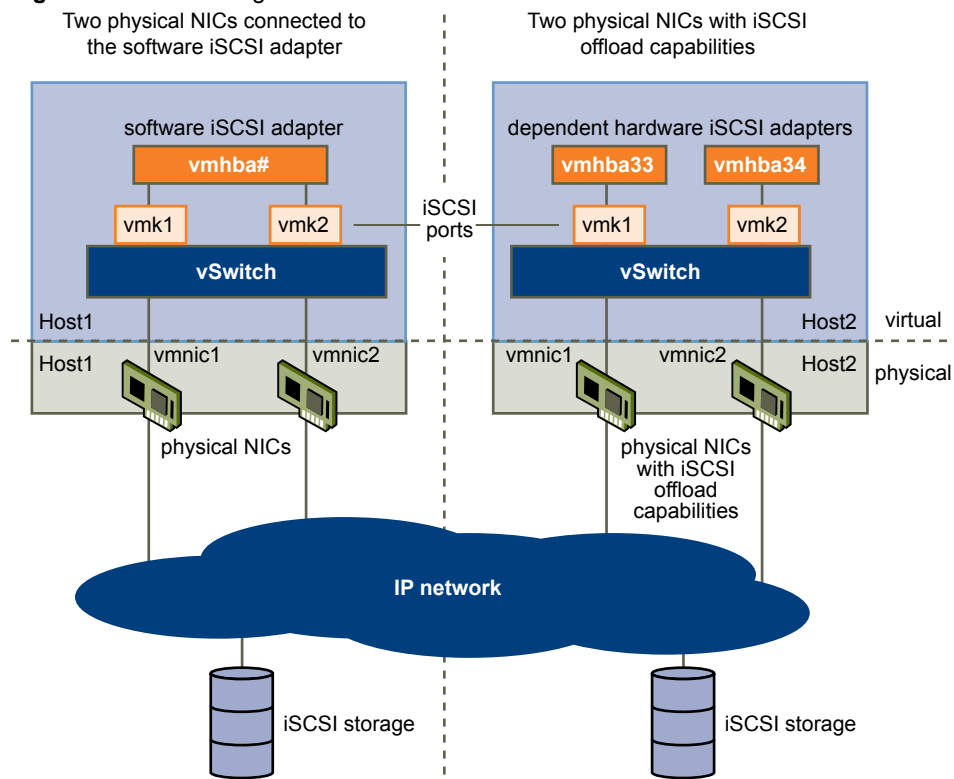 Two physical NICs connected to
the software iSCSI adapter
Two physical NICs with iSCSI
offload capabilities
software iSCSI adapter
dependent hardware iSCSI adapters
vmhba#
vmhba33
vmhba34
vmk1
vmk2
iSCSI
ports
vmk1
vmk2
vSwitch
vSwitch
Host1
Host2
virtual
Host1
vmnic1
vmnic2
vmnic1
vmnic2
Host2
physical
physical NICs
physical NICs
with iSCSI
offload
capabilities
IP network
iSCSI storage
iSCSI storage